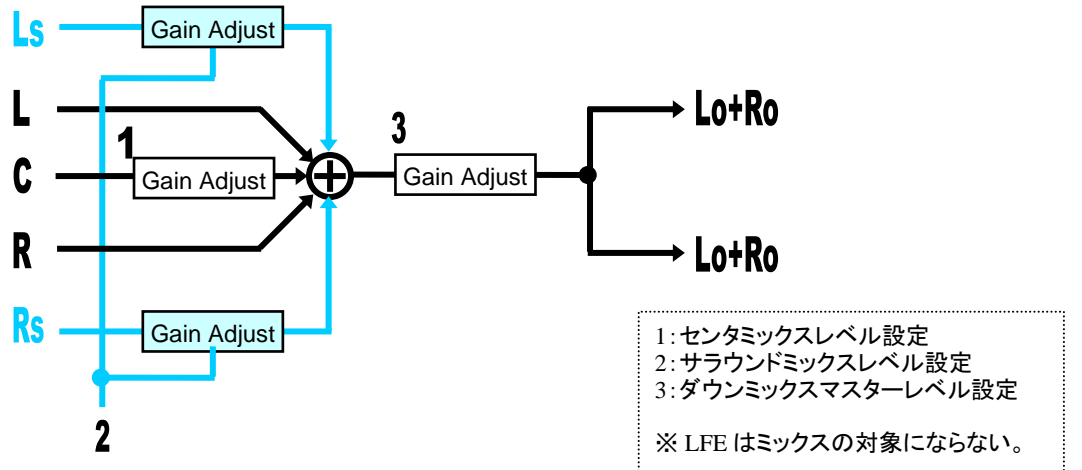 Ls
Gain Adjust
L
Lo+Ro
1
3
C
Gain Adjust
Gain Adjust
R
Lo+Ro
Rs
Gain Adjust
2
1:センタミックスレベル設定
2:サラウンドミックスレベル設定
3:ダウンミックスマスターレベル設定
※ LFE はミックスの対象にならない。